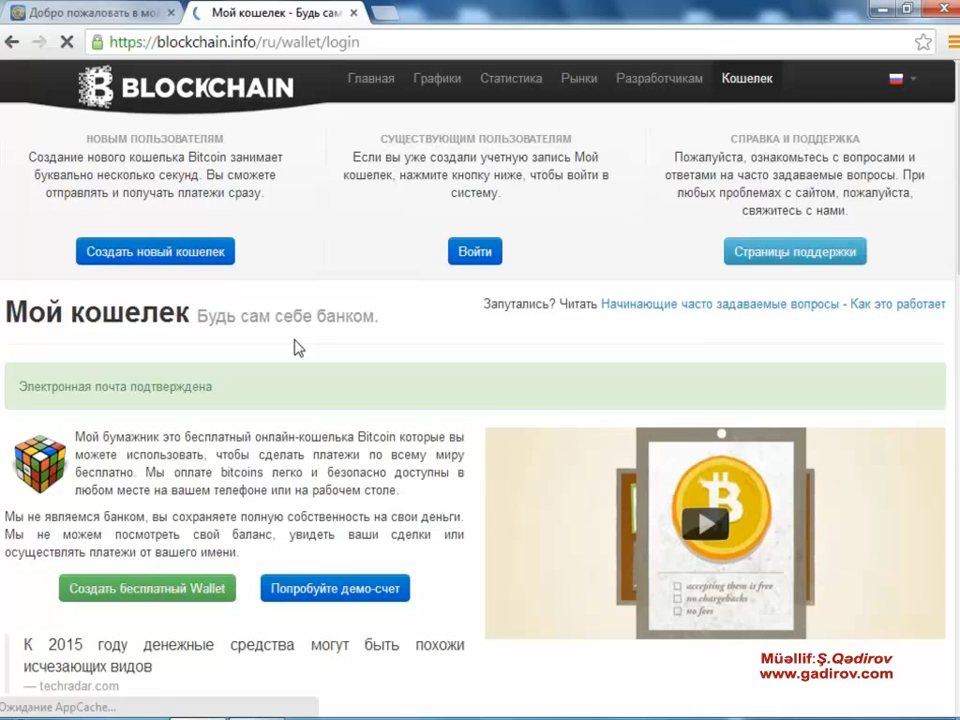 Добро пожаловать в мо
Мой кошелек - Будь сам
https://blockchain.info/ru/wallet/login
BLOCKCHAIN
Главная
Графики
Статистика
Рынки
Разработчикам
Кошелек
НОВЫМ ПОЛЬЗОВАТЕЛЯМ
Создание нового кошелька Bitcoin занимает
буквально несколько секунд. Вы сможете
отправлять и получать платежи сразу.
Создать новый кошелек
СУЩЕСТВУЮЩИМ ПОЛЬЗОВАТЕЛЯМ
Если вы уже создали учетную запись Мой
кошелек, нажмите кнопку ниже, чтобы войти в
систему.
Войти
СПРАВКА И ПОДДЕРЖКА
Пожалуйста, ознакомьтесь с вопросами и
ответами на часто задаваемые вопросы. При
любых проблемах с сайтом, пожалуйста,
свяжитесь с нами.
Страницы поддержки
Мой кошелек Будь сам себе банком.
Запутались? Читать Начинающие часто задаваемые вопросы - Как это работает
Электронная почта подтверждена
Мой бумажник это бесплатный онлайн-кошелька Bitcoin которые вы
можете использовать, чтобы сделать платежи по всему миру
бесплатно. Мы оплате bitcoins легко и безопасно доступны в
любом месте на вашем телефоне или на рабочем столе.
Мы не являемся банком, вы сохраняете полную собственность на свои деньги.
Мы не можем посмотреть свой баланс, увидеть ваши сделки или
осуществлять платежи от вашего имени.
Создать бесплатный Wallet
Попробуйте демо-счет
accepting them is free
no chargebacks
no fees
К 2015 году денежные средства могут быть похожи
исчезающих видов
— techradar.com
Müəllif:Ş.Qədirov
www.gadirov.com
Ожидание AppCache...